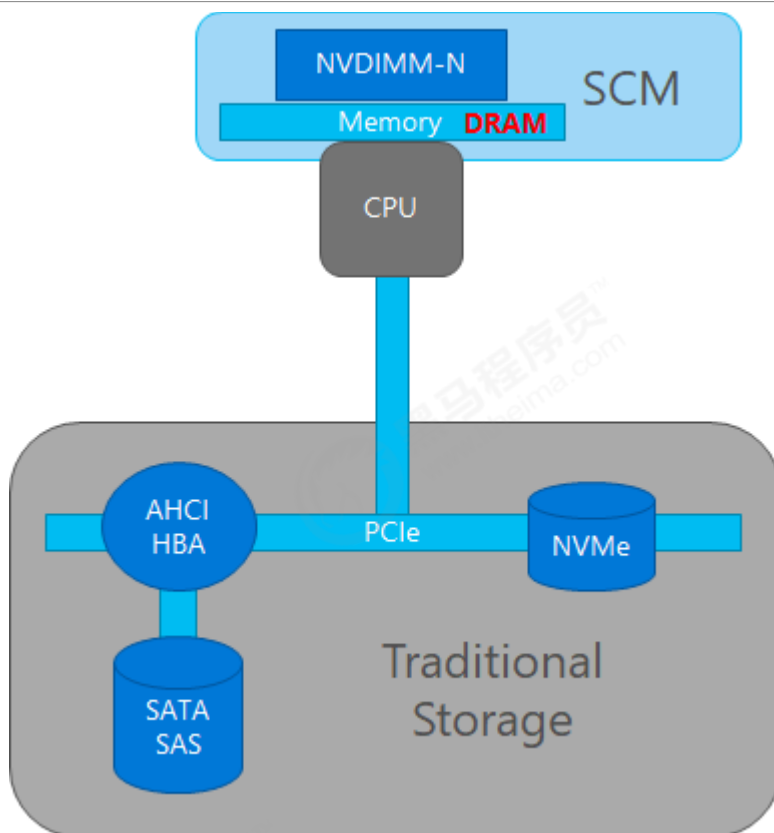 NVDIMM-N
SCM
Memory DRAM
CPU
AHCI
HBA
PCIe
NVMe
SATA
SAS
Traditional
Storage